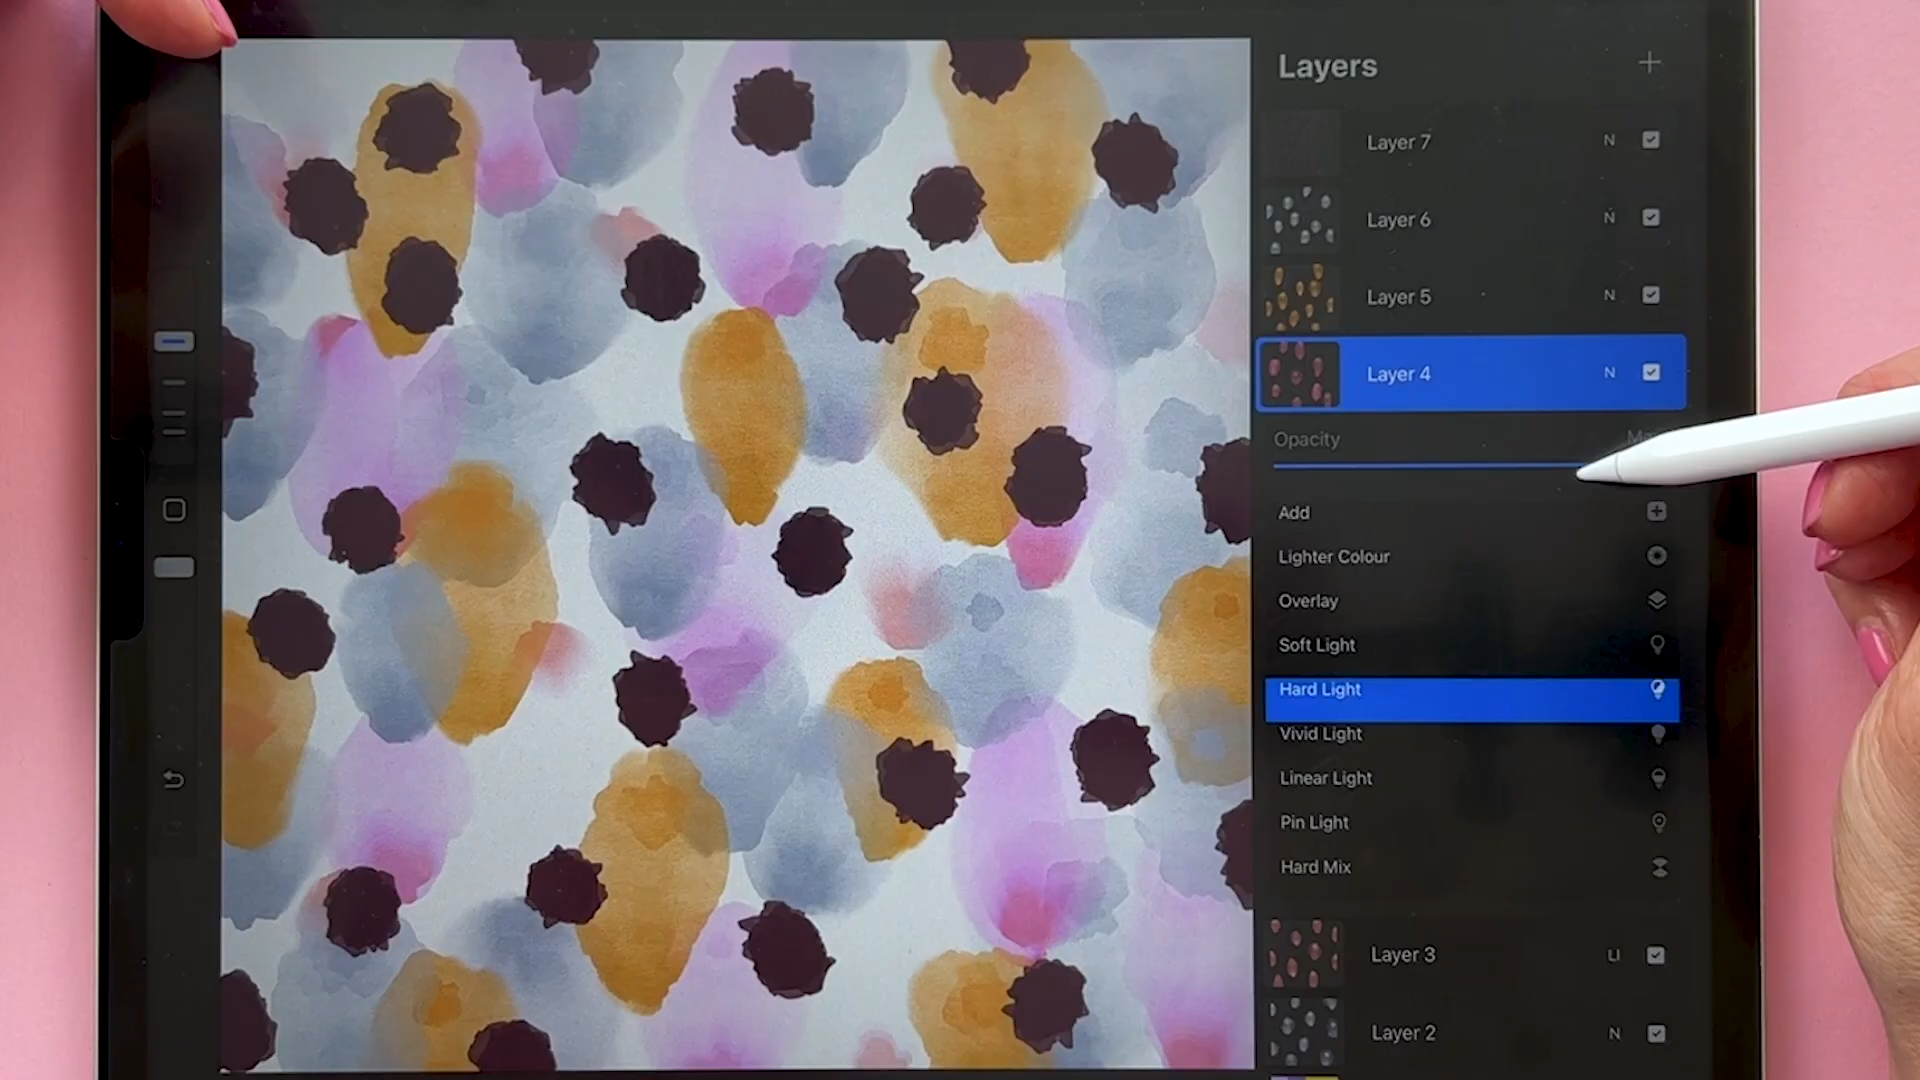 Layers
Layer 7 N
Layer 6 N
Layer 5 N
Layer 4 N
Opacity
Add
Lighter Colour
Overlay
Soft Light
Hard Light
Vivid Light
Linear Light
Pin Light
Hard Mix
Layer 3 LI
Layer 2 N